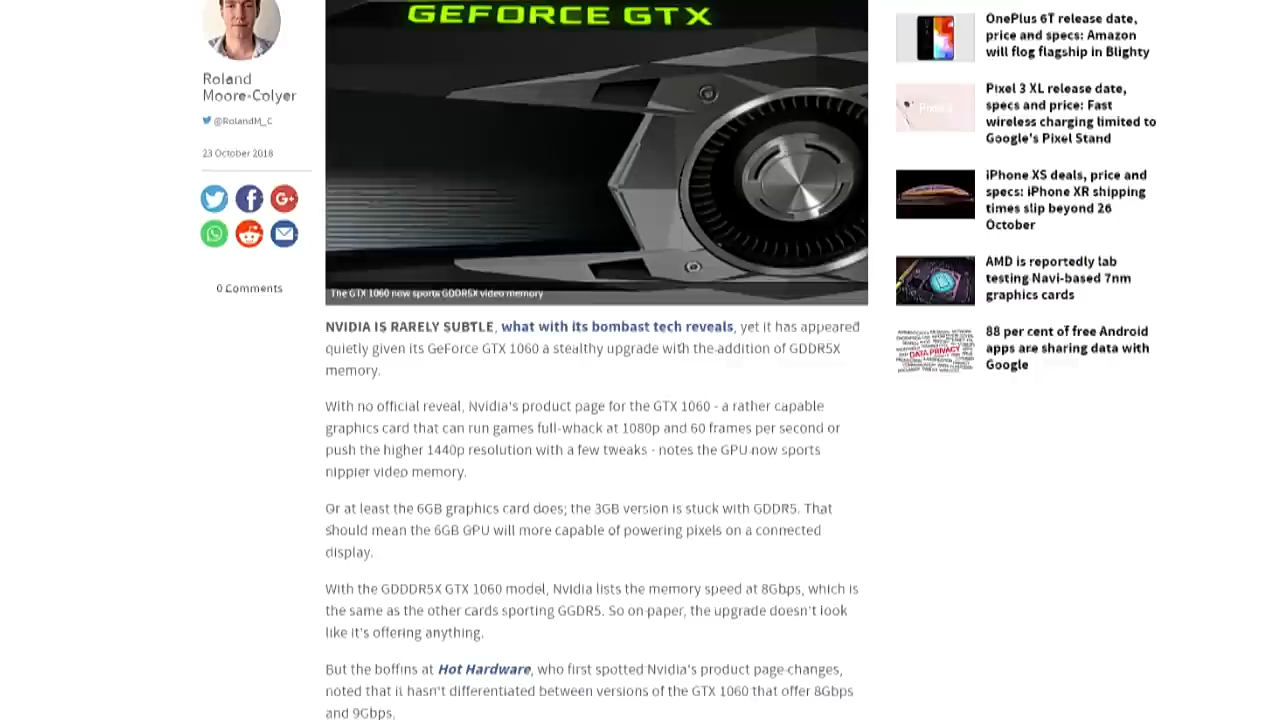 GEFORCE GTX
Roland
Moore-Colyer
@RolandM_C
23 October 2018
0 Comments
The GTX 1060 now sports GDDR5X video memory
NVIDIA IS RARELY SUBTLE, what with its bombast tech reveals, yet it has appeared
quietly given its GeForce GTX 1060 a stealthy upgrade with the addition of GDDR5X
memory.
With no official reveal, Nvidia's product page for the GTX 1060 - a rather capable
graphics card that can run games full-whack at 1080p and 60 frames per second or
push the higher 1440p resolution with a few tweaks - notes the GPU now sports
nippier video memory.
Or at least the 6GB graphics card does; the 3GB version is stuck with GDDR5. That
should mean the 6GB GPU will more capable of powering pixels on a connected
display.
With the GDDDR5X GTX 1060 model, Nvidia lists the memory speed at 8Gbps, which is
the same as the other cards sporting GGDR5. So on paper, the upgrade doesn't look
like it's offering anything.
But the boffins at Hot Hardware, who first spotted Nvidia's product page changes,
noted that it hasn't differentiated between versions of the GTX 1060 that offer 8Gbps
and 9Gbps,
OnePlus 6T release date,
price and specs: Amazon
will flog flagship in Blighty
Pixel 3 XL release date,
specs and price: Fast
wireless charging limited to
Google's Pixel Stand
iPhone XS deals, price and
specs: iPhone XR shipping
times slip beyond 26
October
AMD is reportedly lab
testing Navi-based 7nm
graphics cards
DATA PRIVACY
88 per cent of free Android
apps are sharing data with
Google